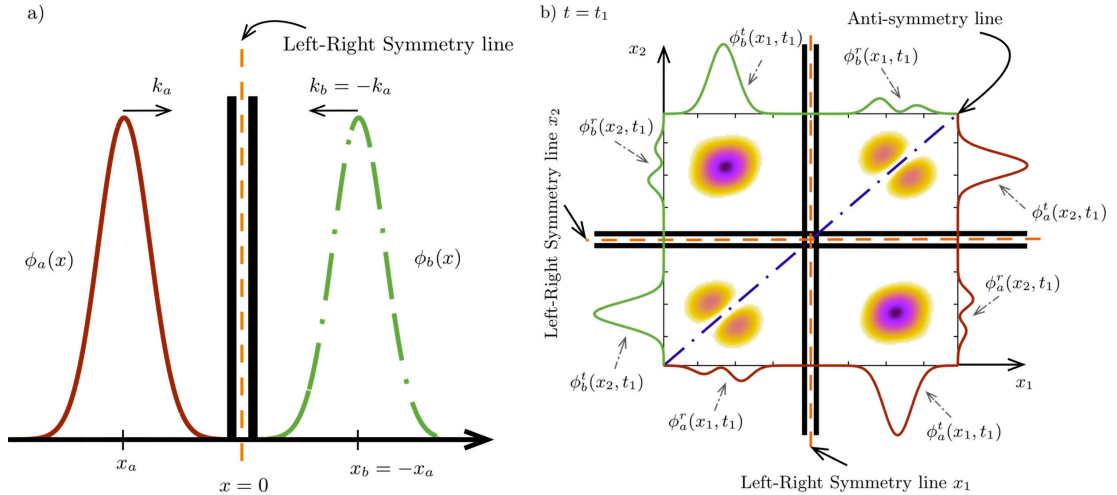 a)
Left-Right Symmetry line
k_a
k_b = −k_a
ϕ_a(x)
ϕ_b(x)
x_a
x_b = −x_a
x = 0
b) t = t_1
Anti-symmetry line
x_2
ϕ_b^t(x_1, t_1)
ϕ_b^r(x_1, t_1)
ϕ_b^r(x_2, t_1)
Left-Right Symmetry line x_2
ϕ_a^t(x_2, t_1)
ϕ_a^r(x_2, t_1)
ϕ_b^t(x_2, t_1)
ϕ_a^r(x_1, t_1)
ϕ_a^t(x_1, t_1)
x_1
Left-Right Symmetry line x_1